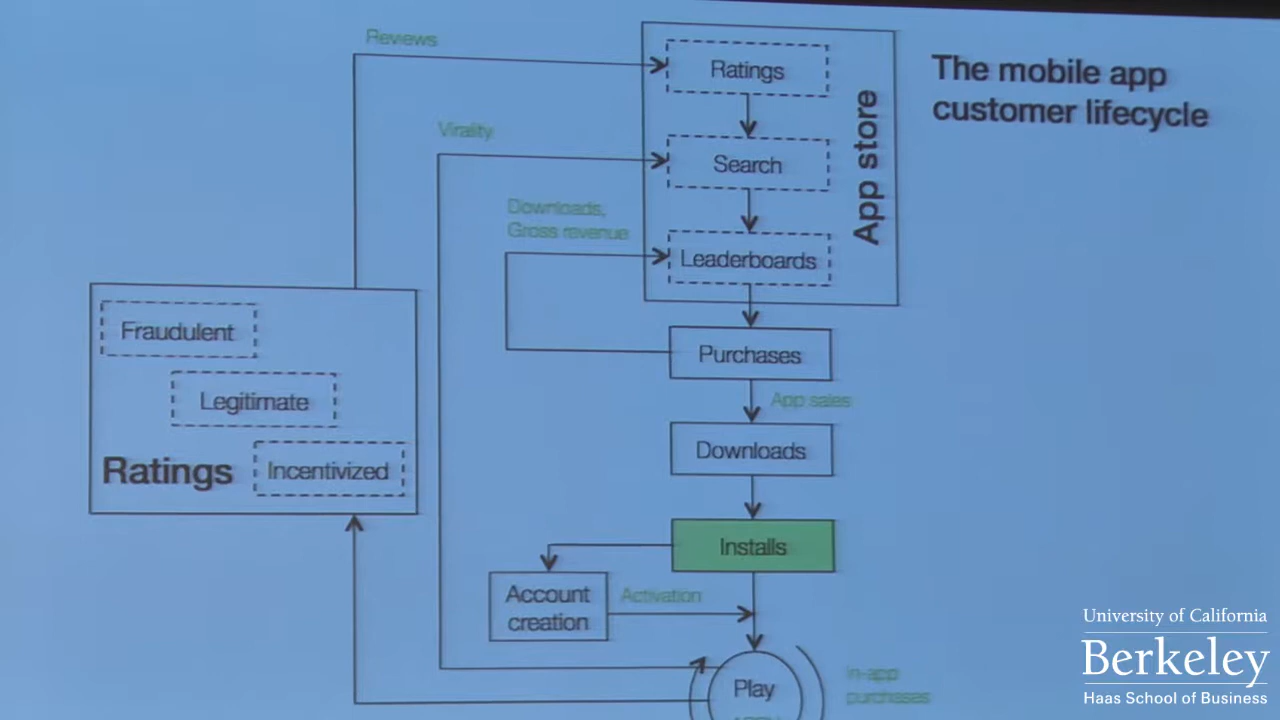 Reviews
Ratings
The mobile app
customer lifecycle
App store
Virality
Search
Downloads,
Gross revenue
Leaderboards
Fraudulent
Purchases
Legitimate
App sales
Downloads
Ratings
Incentivized
Installs
Account
creation
Activation
Play
In-app
purchases
University of California
Berkeley
Haas School of Business